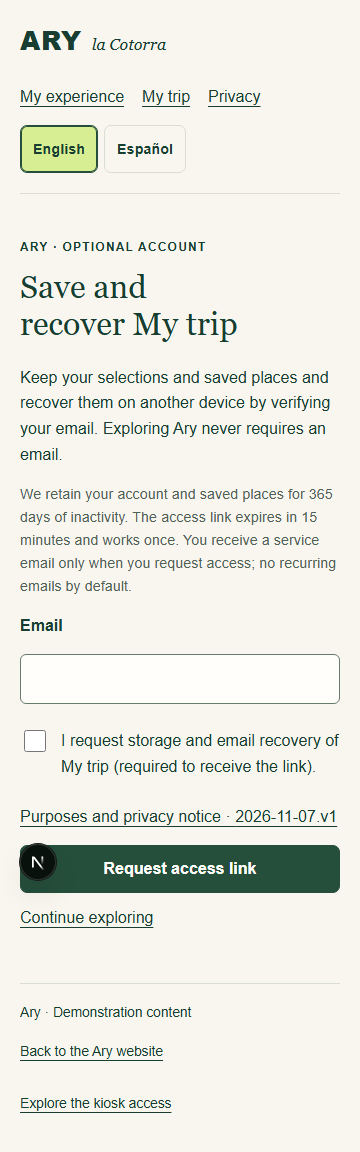 ARY la Cotorra
My experience My trip Privacy
English Español
ARY · OPTIONAL ACCOUNT
Save and
recover My trip
Keep your selections and saved places and
recover them on another device by verifying
your email. Exploring Ary never requires an
email.
We retain your account and saved places for 365
days of inactivity. The access link expires in 15
minutes and works once. You receive a service
email only when you request access; no recurring
emails by default.
Email
I request storage and email recovery of
My trip (required to receive the link).
Purposes and privacy notice · 2026-11-07.v1
N Request access link
Continue exploring
Ary · Demonstration content
Back to the Ary website
Explore the kiosk access